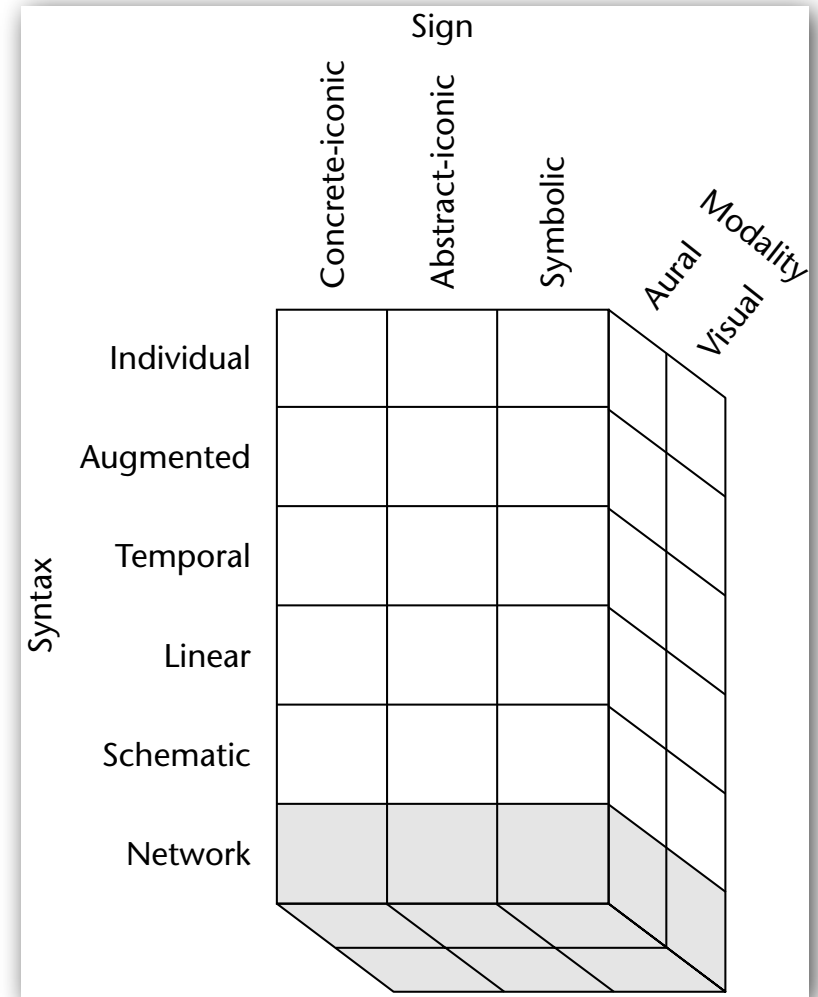 Sign
Concrete-iconic
Abstract-iconic
Symbolic
Modality
Aural
Visual
Syntax
Individual
Augmented
Temporal
Linear
Schematic
Network